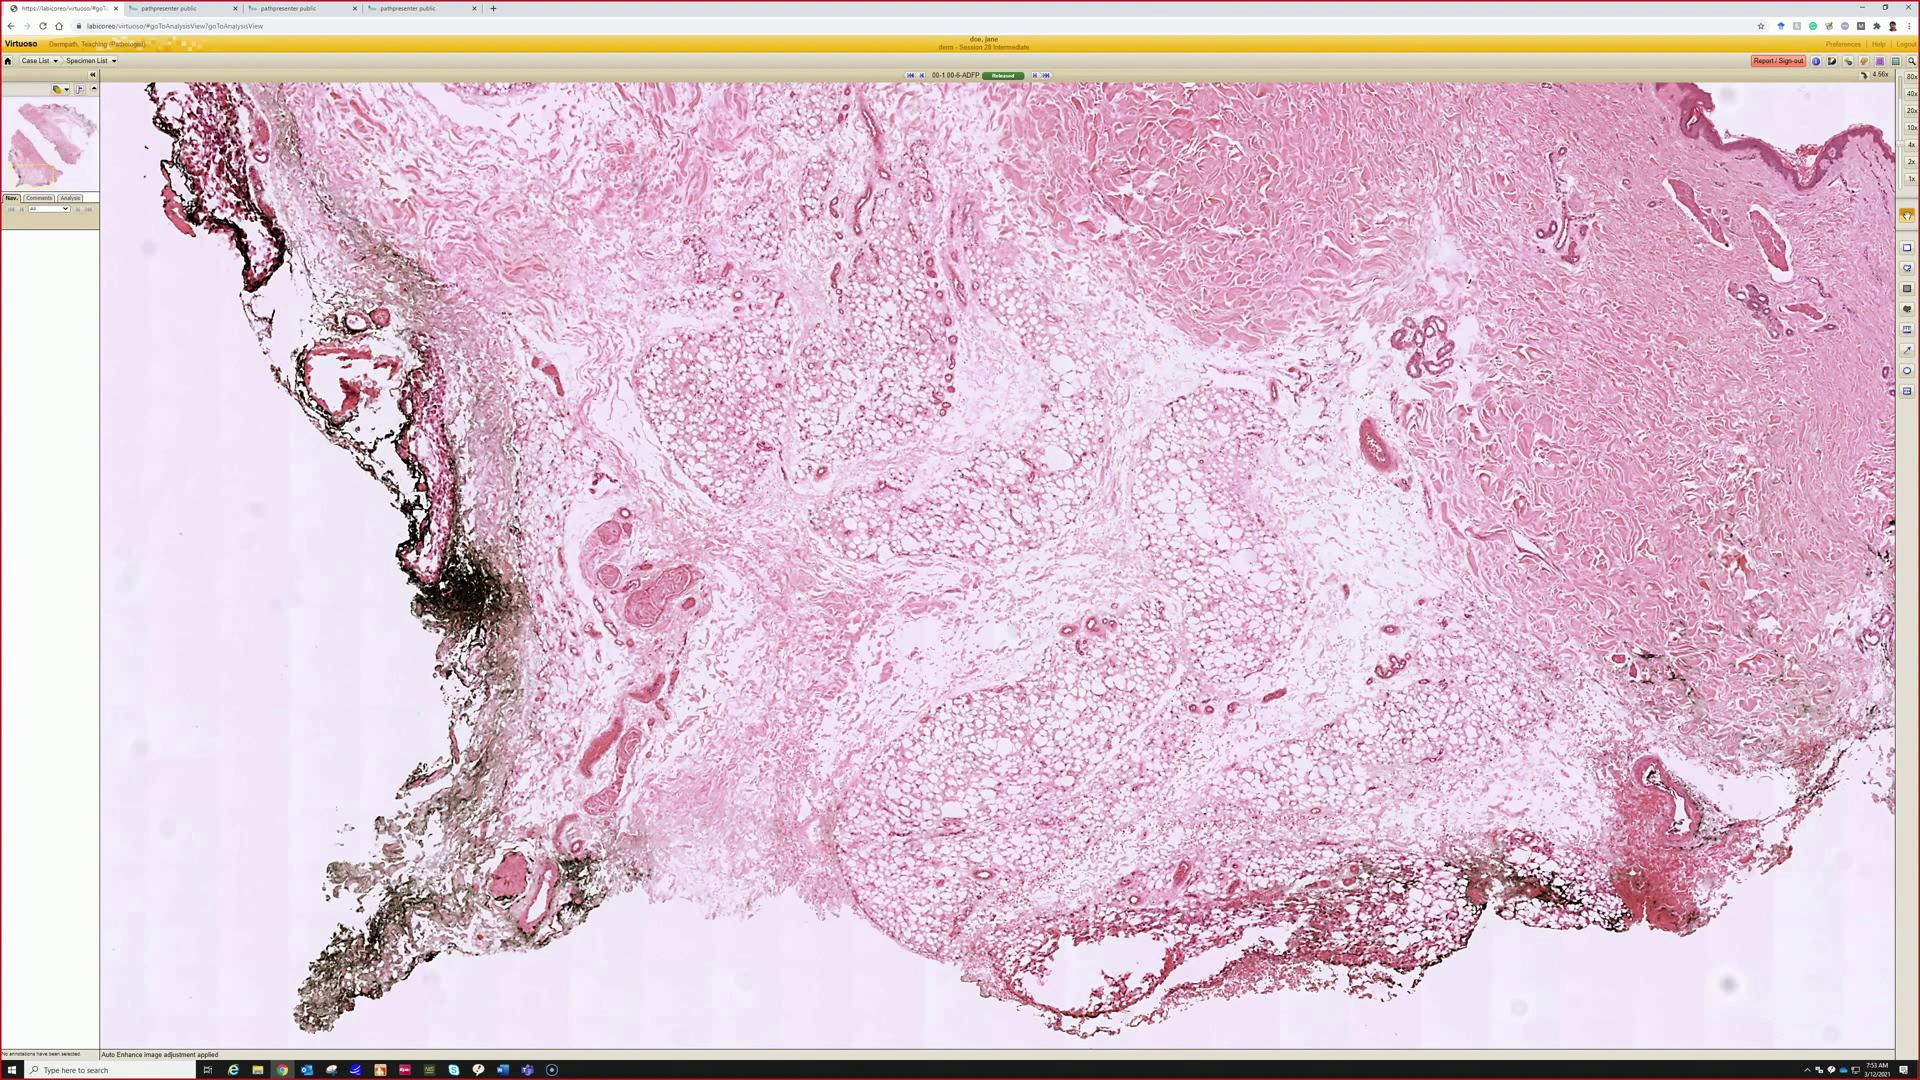 https://labicoreo/virtuoso/#goT
pathpresenter public
pathpresenter public
pathpresenter public
labicoreo/virtuoso/#goToAnalysisView?goToAnalysisView
Virtuoso
Dermpath, Teaching (Pathologist)
doe, jane
derm - Session 28 Intermediate
Preferences
Help
Logout
Case List
Specimen List
Report / Sign-out
00-1 00-6-ADFP
Released
4.56x
80x
40x
20x
10x
4x
2x
1x
Nav.
Comments
Analysis
All
No annotations have been selected.
Auto Enhance image adjustment applied
Type here to search
7:53 AM
3/12/2021